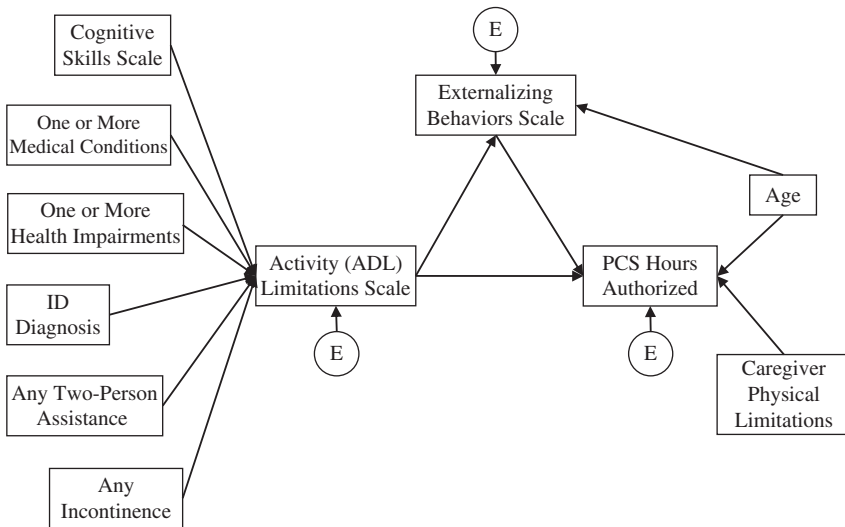 Cognitive
Skills Scale
One or More
Medical Conditions
One or More
Health Impairments
ID
Diagnosis
Any Two-Person
Assistance
Any
Incontinence
Activity (ADL)
Limitations Scale
E
E
Externalizing
Behaviors Scale
Age
PCS Hours
Authorized
E
Caregiver
Physical
Limitations